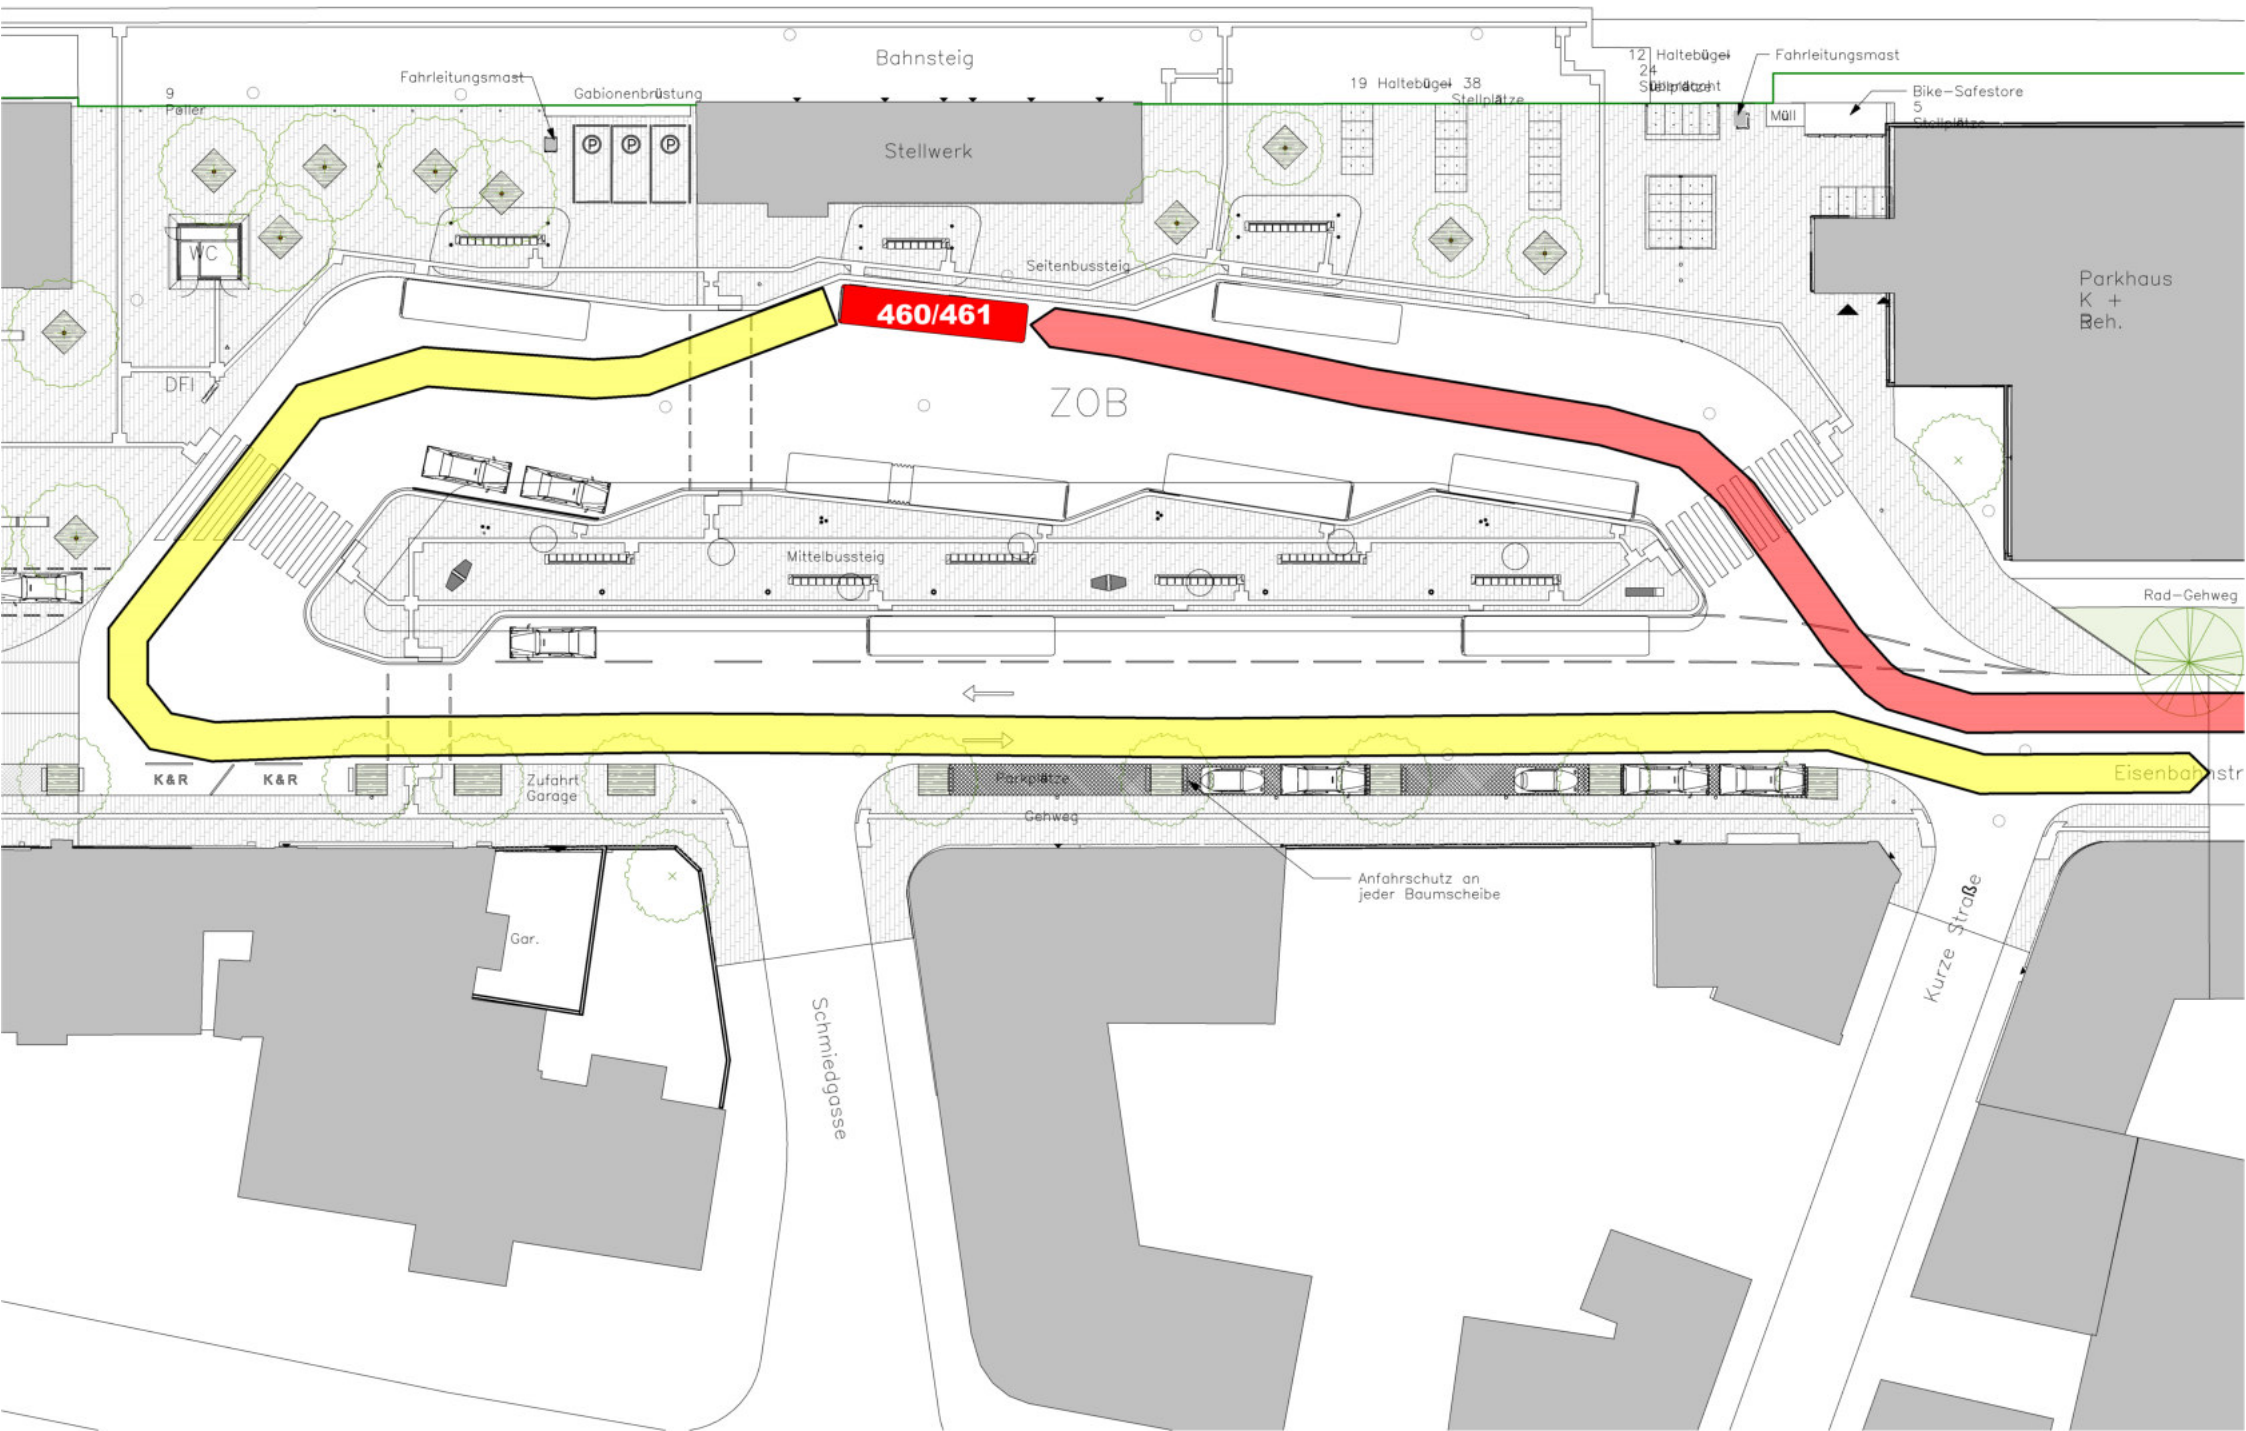 Bahnsteig
Fahrleitungsmast
9
Poller
Gabionenbrüstung
19 Haltebügel 38
Stellplätze
12 Haltebügel
24
Stellplätze
Fahrleitungsmast
Bike-Safestore
5
Stellplätze
Müll
P
P
P
Stellwerk
WC
Seitenbussteig
Parkhaus
K +
460/461
DFI
ZOB
Mittelbussteig
Rad-Gehweg
K&R
K&R
Zufahrt
Garage
Parkplätze
Eisenbahnstr
Gehweg
Anfahrschutz an
jeder Baumscheibe
Gar.
Schmiedgasse
Kurze Straße